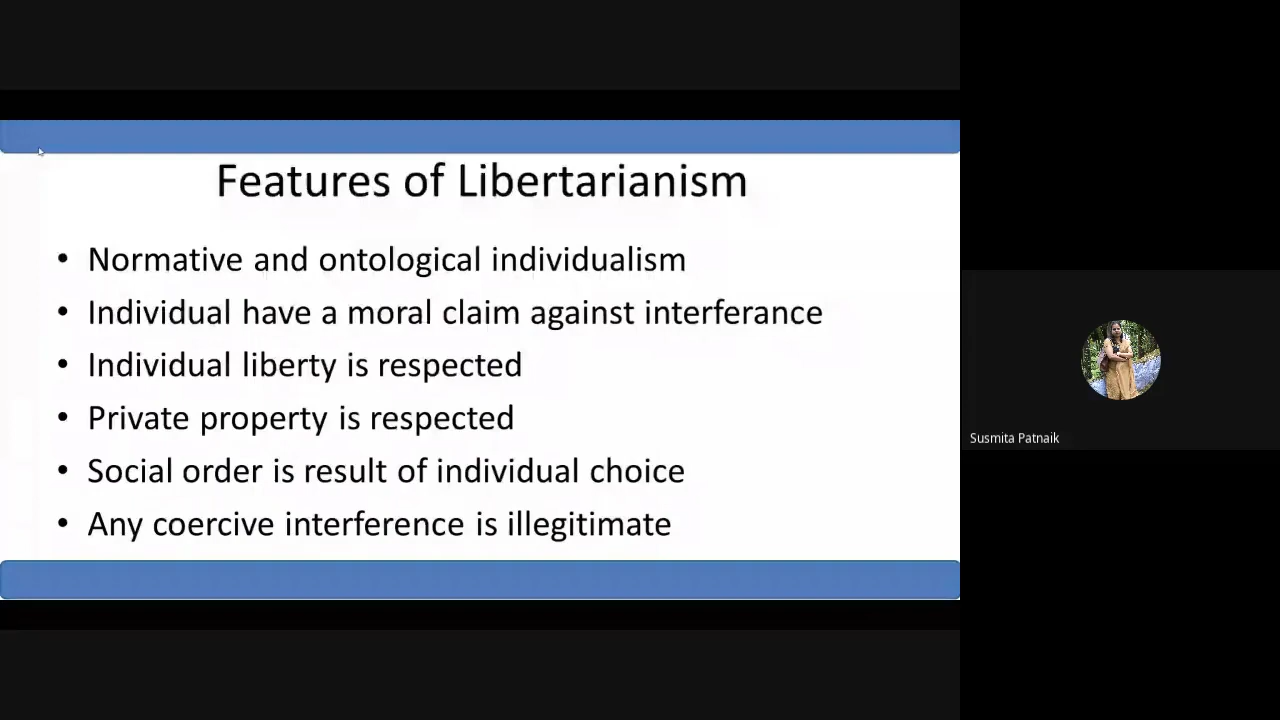 Features of Libertarianism
• Normative and ontological individualism
• Individual have a moral claim against interferance
• Individual liberty is respected
• Private property is respected
• Social order is result of individual choice
• Any coercive interference is illegitimate
Susmita Patnaik